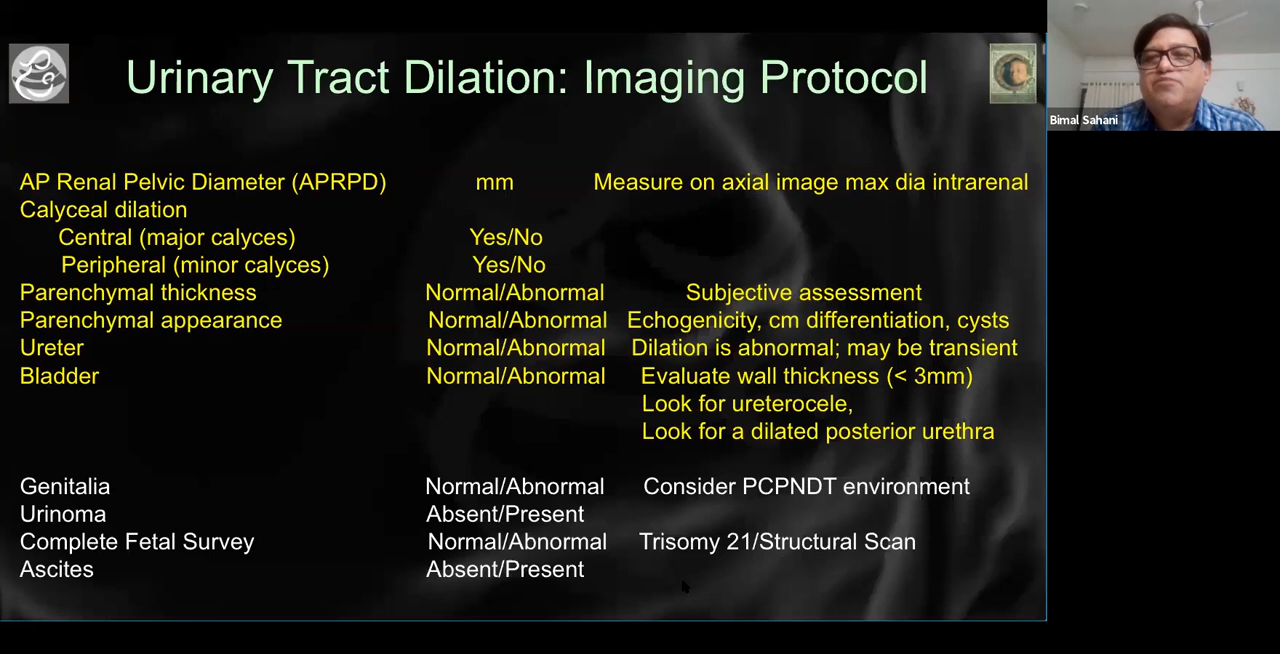 Urinary Tract Dilation: Imaging Protocol
Bimal Sahani
AP Renal Pelvic Diameter (APRPD) mm Measure on axial image max dia intrarenal
Calyceal dilation
Central (major calyces) Yes/No
Peripheral (minor calyces) Yes/No
Parenchymal thickness Normal/Abnormal Subjective assessment
Parenchymal appearance Normal/Abnormal Echogenicity, cm differentiation, cysts
Ureter Normal/Abnormal Dilation is abnormal; may be transient
Bladder Normal/Abnormal Evaluate wall thickness (< 3mm)
Look for ureterocele,
Look for a dilated posterior urethra
Genitalia Normal/Abnormal Consider PCPNDT environment
Urinoma Absent/Present
Complete Fetal Survey Normal/Abnormal Trisomy 21/Structural Scan
Ascites Absent/Present